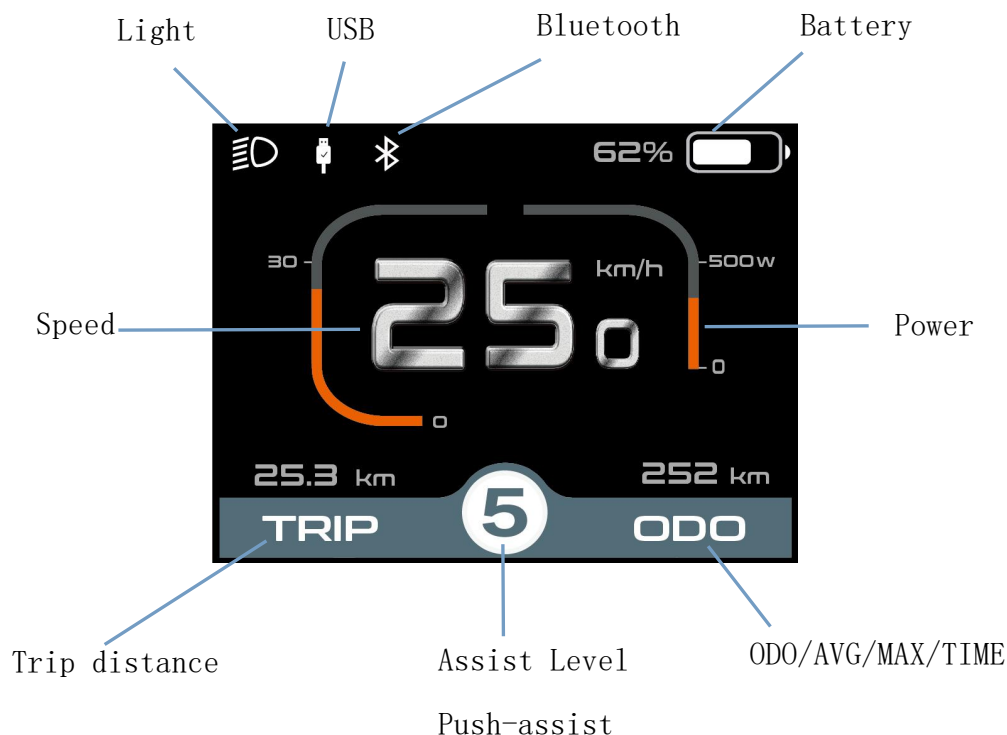 Light USB Bluetooth Battery
62%
30 km/h 500W
25.0
Speed Power
0
0
25.3 km 252 km
TRIP 5 ODO
Trip distance Assist Level ODO/AVG/MAX/TIME
Push-assist